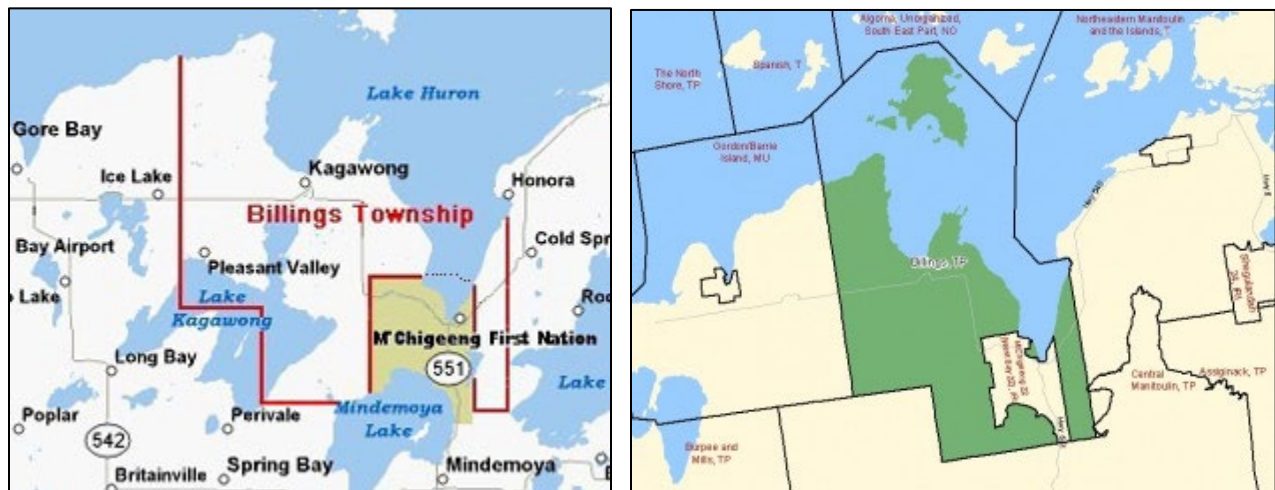 Lake Huron
Gore Bay
Kagawong
Ice Lake
Honora
Billings Township
Bay Airport
Cold Spr
Pleasant Valley
Lake
Lake
Kagawong
M'Chigeeng First Nation
Long Bay
551
Lake
Poplar
Perivale
Mindemoya
Lake
542
Spring Bay
Britainville
Mindemoya
Algoma, Unorganized,
South East Part, NO
Northeastern Manitoulin
and the Islands, T
Spanish, T
The North
Shore, TP
Gordon/Barrie
Island, MU
Billings, TP
Hwy 6
Central
Manitoulin, TP
Assiginack, TP
Burpee and
Mills, TP